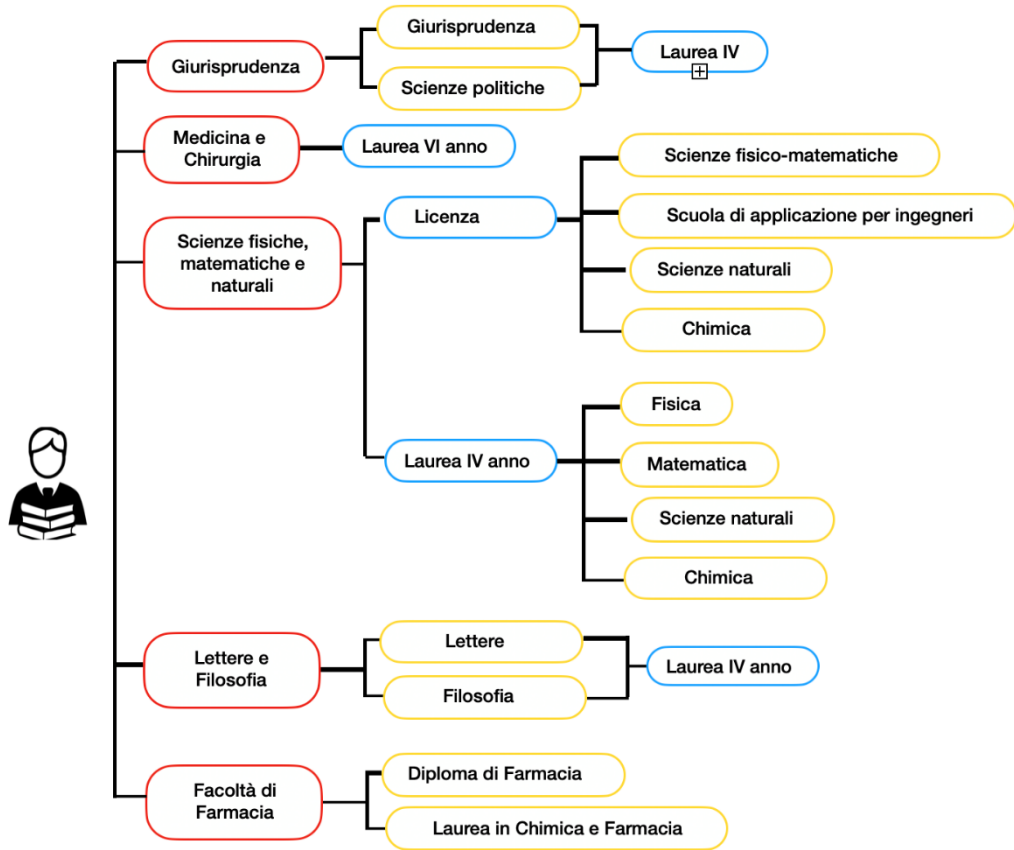 Giurisprudenza
Giurisprudenza
Scienze politiche
Laurea IV
Medicina e
Chirurgia
Laurea VI anno
Scienze fisiche,
matematiche e
naturali
Licenza
Scienze fisico-matematiche
Scuola di applicazione per ingegneri
Scienze naturali
Chimica
Laurea IV anno
Fisica
Matematica
Scienze naturali
Chimica
Lettere e
Filosofia
Lettere
Filosofia
Laurea IV anno
Facoltà di
Farmacia
Diploma di Farmacia
Laurea in Chimica e Farmacia